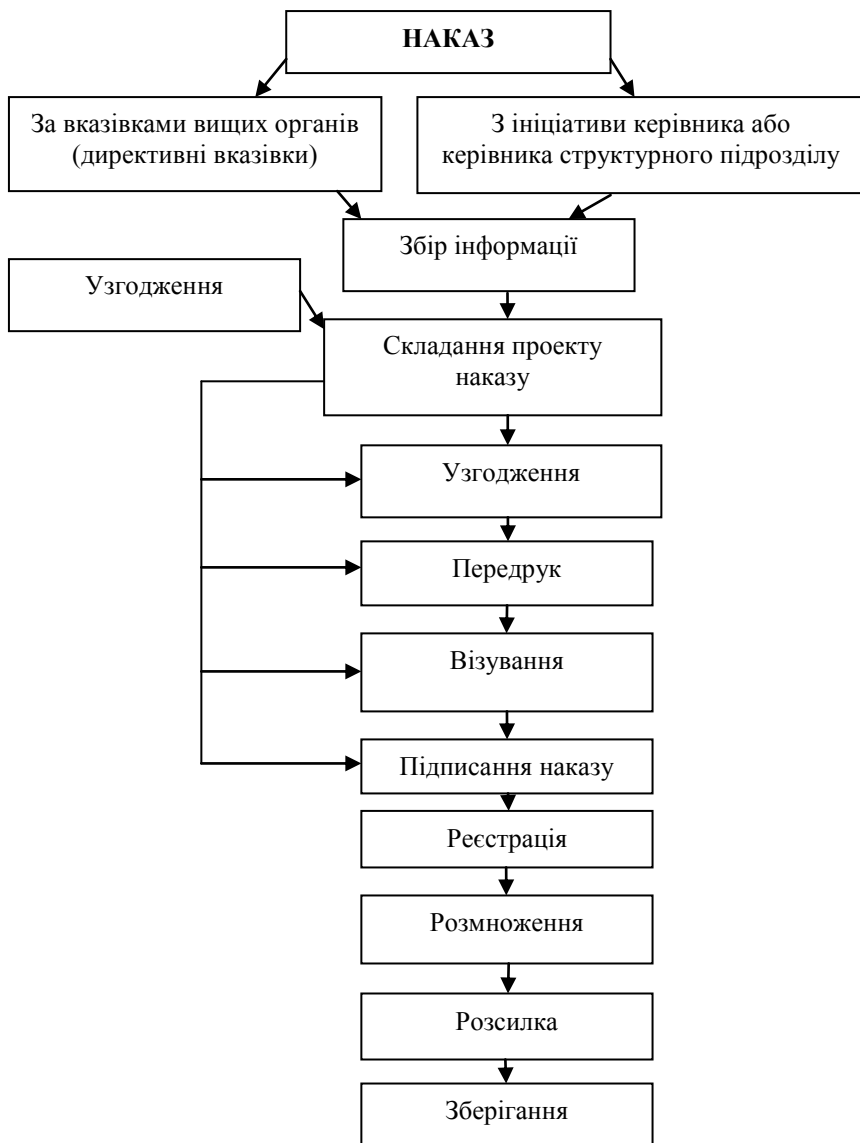 НАКАЗ
За вказівками вищих органів
(директивні вказівки)
З ініціативи керівника або
керівника структурного підрозділу
Збір інформації
Узгодження
Складання проекту
наказу
Узгодження
Передрук
Візування
Підписання наказу
Реєстрація
Розмноження
Розсилка
Зберігання